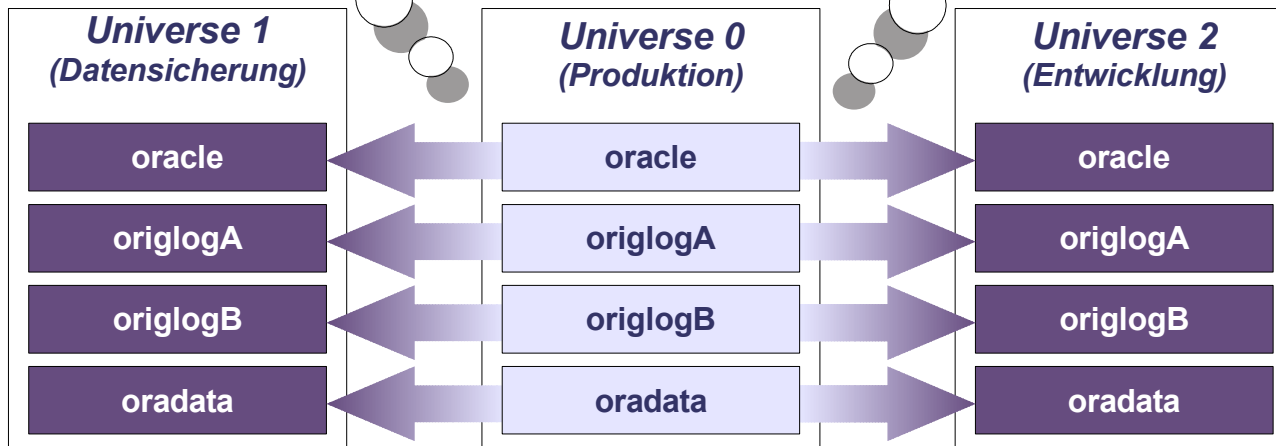 Universe 1
(Datensicherung)
oracle
origlogA
origlogB
oradata
Universe 0
(Produktion)
oracle
origlogA
origlogB
oradata
Universe 2
(Entwicklung)
oracle
origlogA
origlogB
oradata